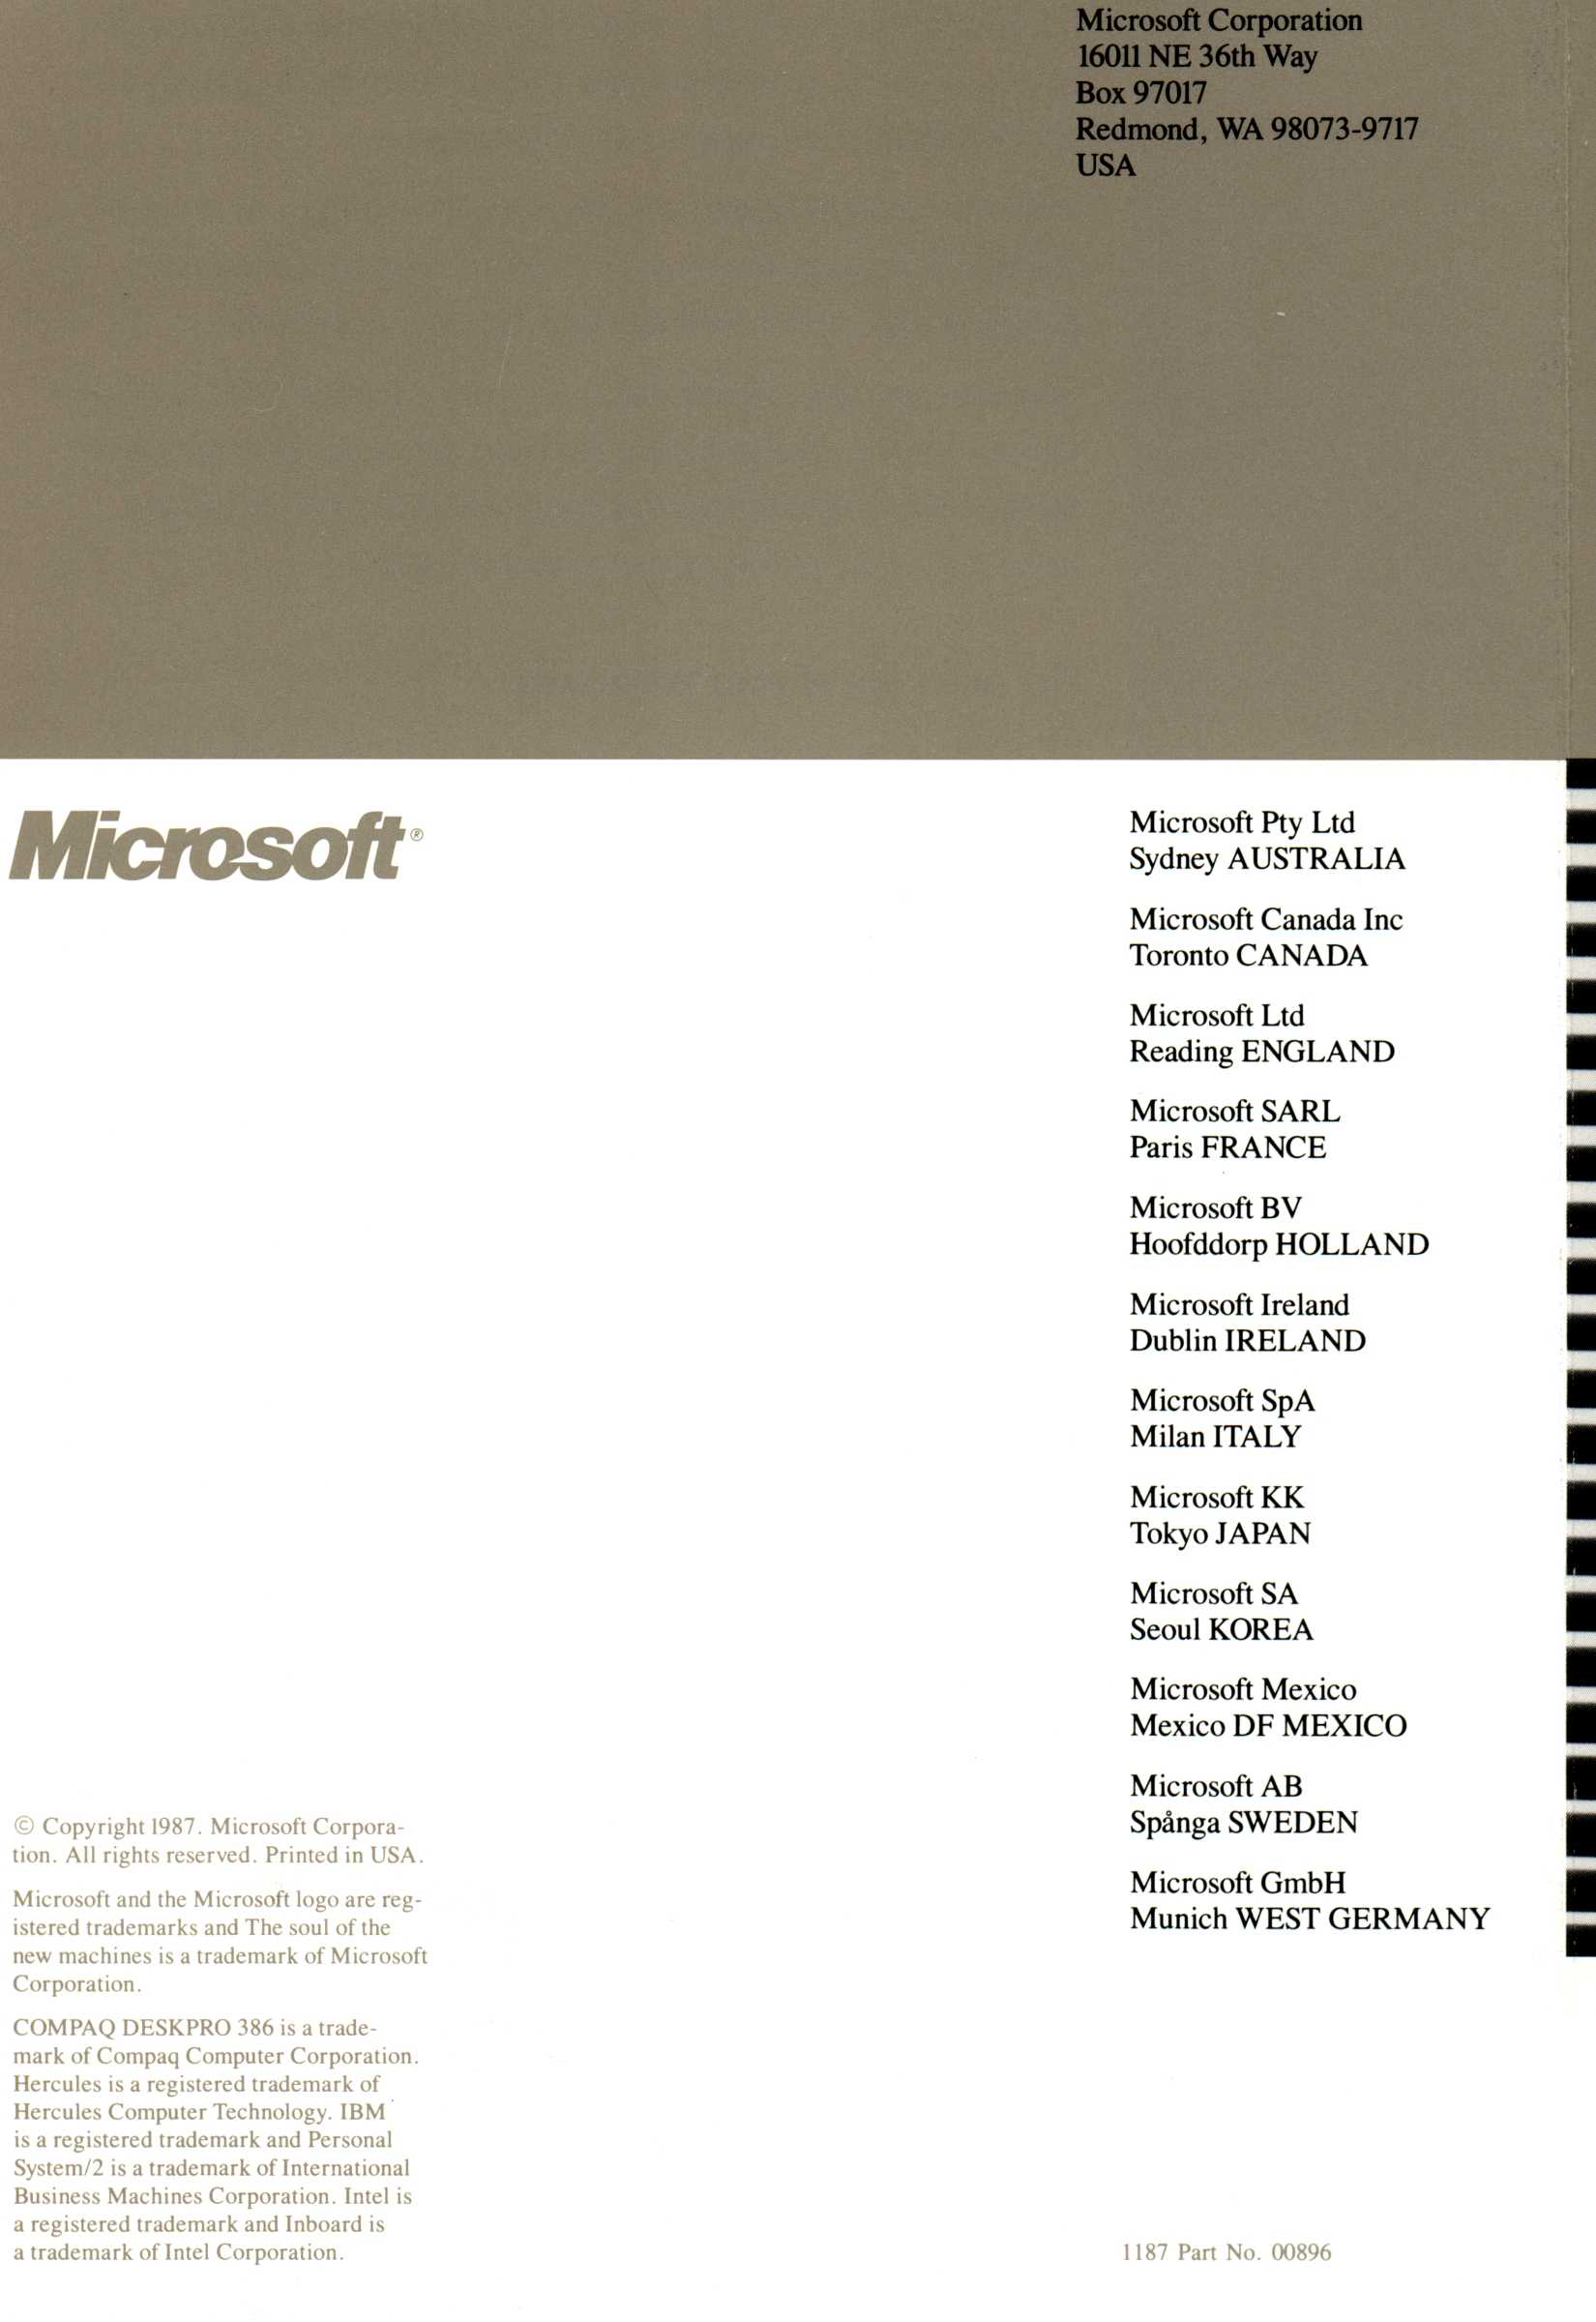 Microsoft Corporation
16011 NE 36th Way
Box 97017
Redmond, WA 98073-9717
USA
Microsoft®
Microsoft Pty Ltd
Sydney AUSTRALIA
Microsoft Canada Inc
Toronto CANADA
Microsoft Ltd
Reading ENGLAND
Microsoft SARL
Paris FRANCE
Microsoft BV
Hoofddorp HOLLAND
Microsoft Ireland
Dublin IRELAND
Microsoft SpA
Milan ITALY
Microsoft KK
Tokyo JAPAN
Microsoft SA
Seoul KOREA
Microsoft Mexico
Mexico DF MEXICO
Microsoft AB
Spånga SWEDEN
Microsoft GmbH
Munich WEST GERMANY
© Copyright 1987. Microsoft Corpora-
tion. All rights reserved. Printed in USA.
Microsoft and the Microsoft logo are reg-
istered trademarks and The soul of the
new machines is a trademark of Microsoft
Corporation.
COMPAQ DESKPRO 386 is a trade-
mark of Compaq Computer Corporation.
Hercules is a registered trademark of
Hercules Computer Technology. IBM
is a registered trademark and Personal
System/2 is a trademark of International
Business Machines Corporation. Intel is
a registered trademark and Inboard is
a trademark of Intel Corporation.
1187 Part No. 00896